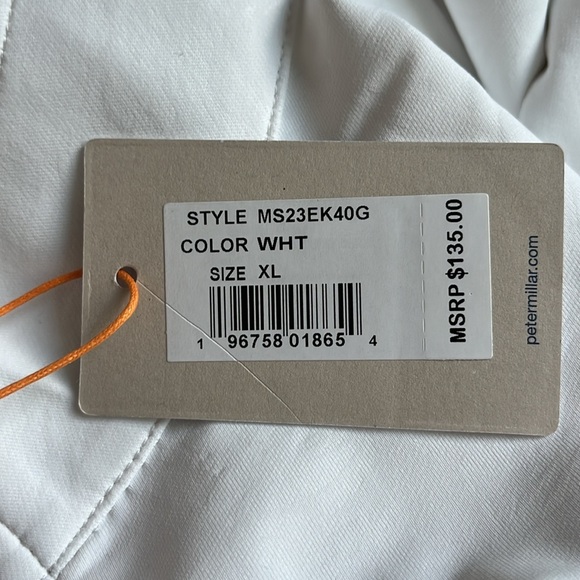 STYLE MS23EK40G
COLOR WHT
SIZE XL
1 96758 01865 4
MSRP $135.00
petermillar.com